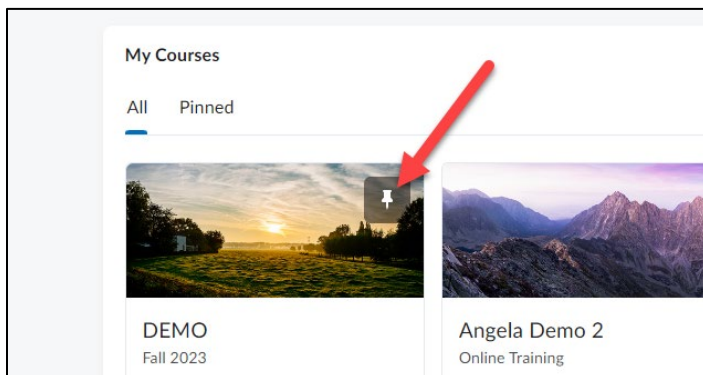 My Courses
All Pinned
DEMO
Fall 2023
Angela Demo 2
Online Training